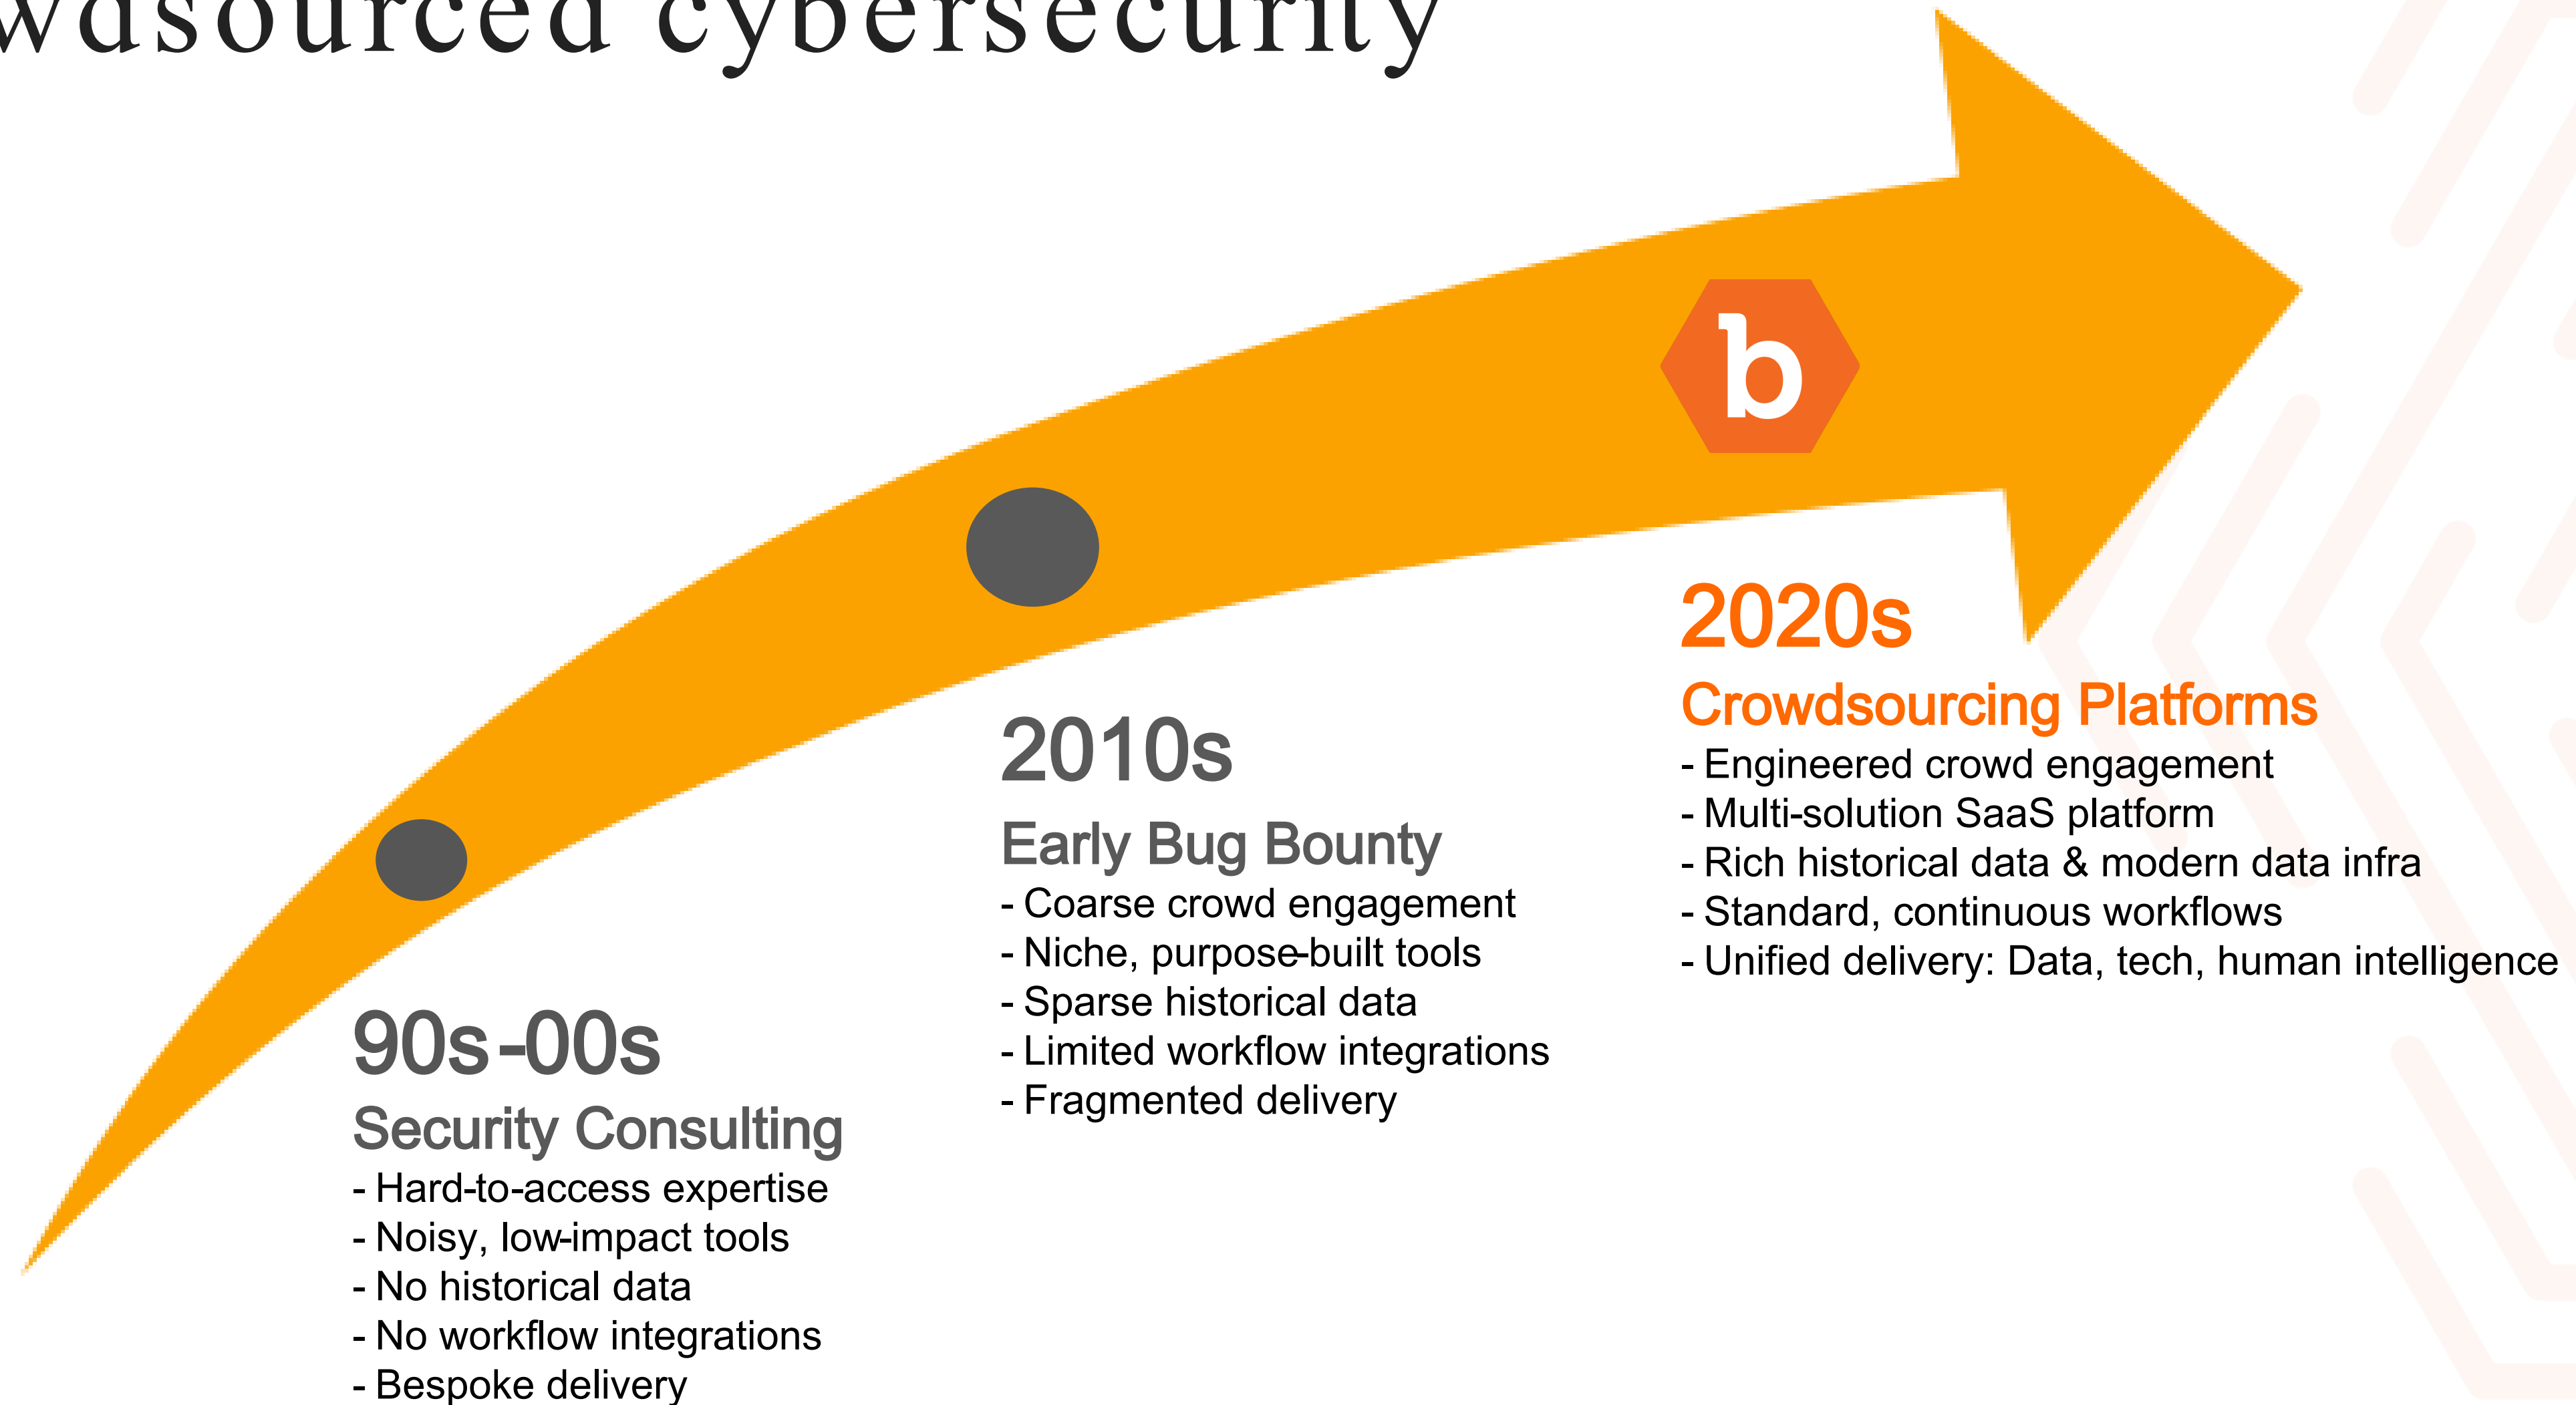 wdsourced cybersecurity
b
2020s
Crowdsourcing Platforms
- Engineered crowd engagement
- Multi-solution SaaS platform
- Rich historical data & modern data infra
- Standard, continuous workflows
- Unified delivery: Data, tech, human intelligence
2010s
Early Bug Bounty
- Coarse crowd engagement
- Niche, purpose-built tools
- Sparse historical data
- Limited workflow integrations
- Fragmented delivery
90s-00s
Security Consulting
- Hard-to-access expertise
- Noisy, low-impact tools
- No historical data
- No workflow integrations
- Bespoke delivery